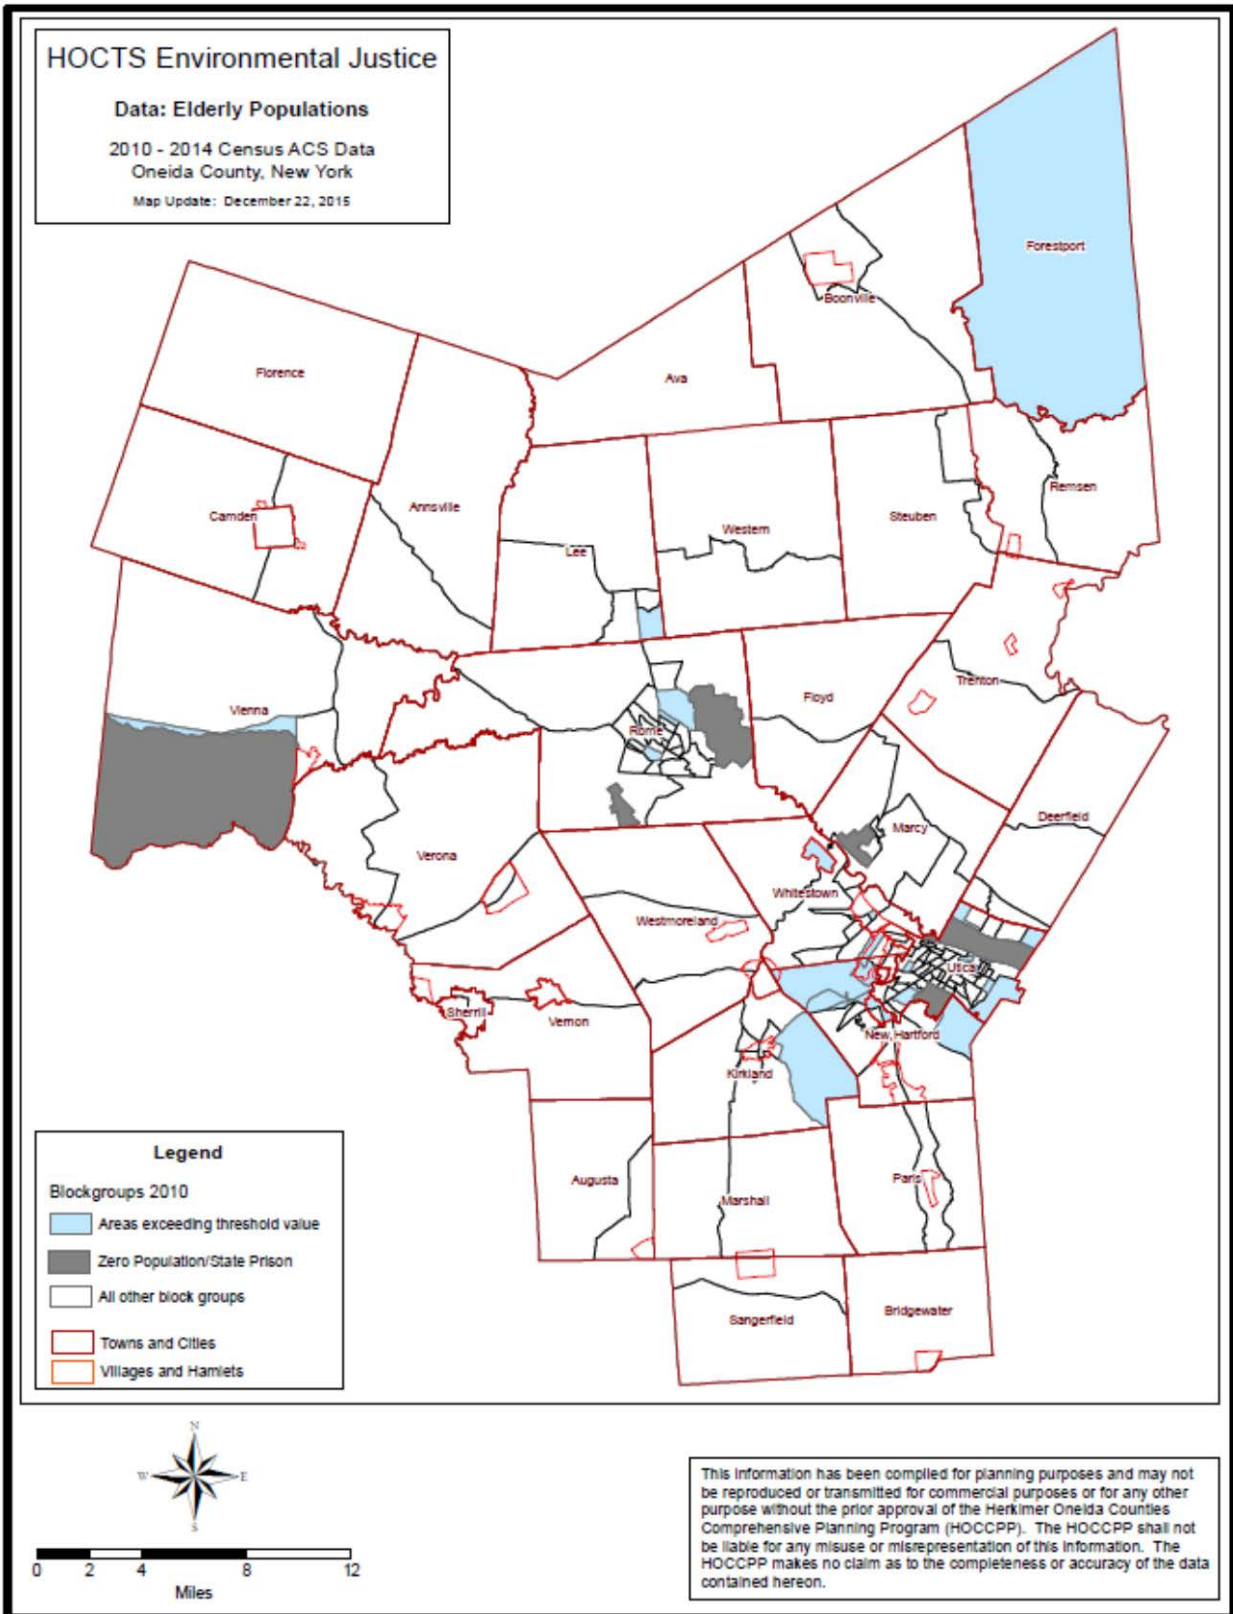 HOCTS Environmental Justice
Data: Elderly Populations
2010 - 2014 Census ACS Data
Oneida County, New York
Map Update: December 22, 2015
Forestport
Boonville
Florence
Ava
Camden
Annsville
Lee
Western
Steuben
Remsen
Vienna
Rome
Floyd
Trenton
Verona
Marcy
Deerfield
Whitestown
Westmoreland
Utica
Sherrill
Vernon
New Hartford
Kirkland
Augusta
Marshall
Paris
Sangerfield
Bridgewater
Legend
Blockgroups 2010
Areas exceeding threshold value
Zero Population/State Prison
All other block groups
Towns and Cities
Villages and Hamlets
N
W
E
S
0 2 4 8 12
Miles
This information has been compiled for planning purposes and may not
be reproduced or transmitted for commercial purposes or for any other
purpose without the prior approval of the Herkimer Oneida Counties
Comprehensive Planning Program (HOCCPP). The HOCCPP shall not
be liable for any misuse or misrepresentation of this information. The
HOCCPP makes no claim as to the completeness or accuracy of the data
contained hereon.